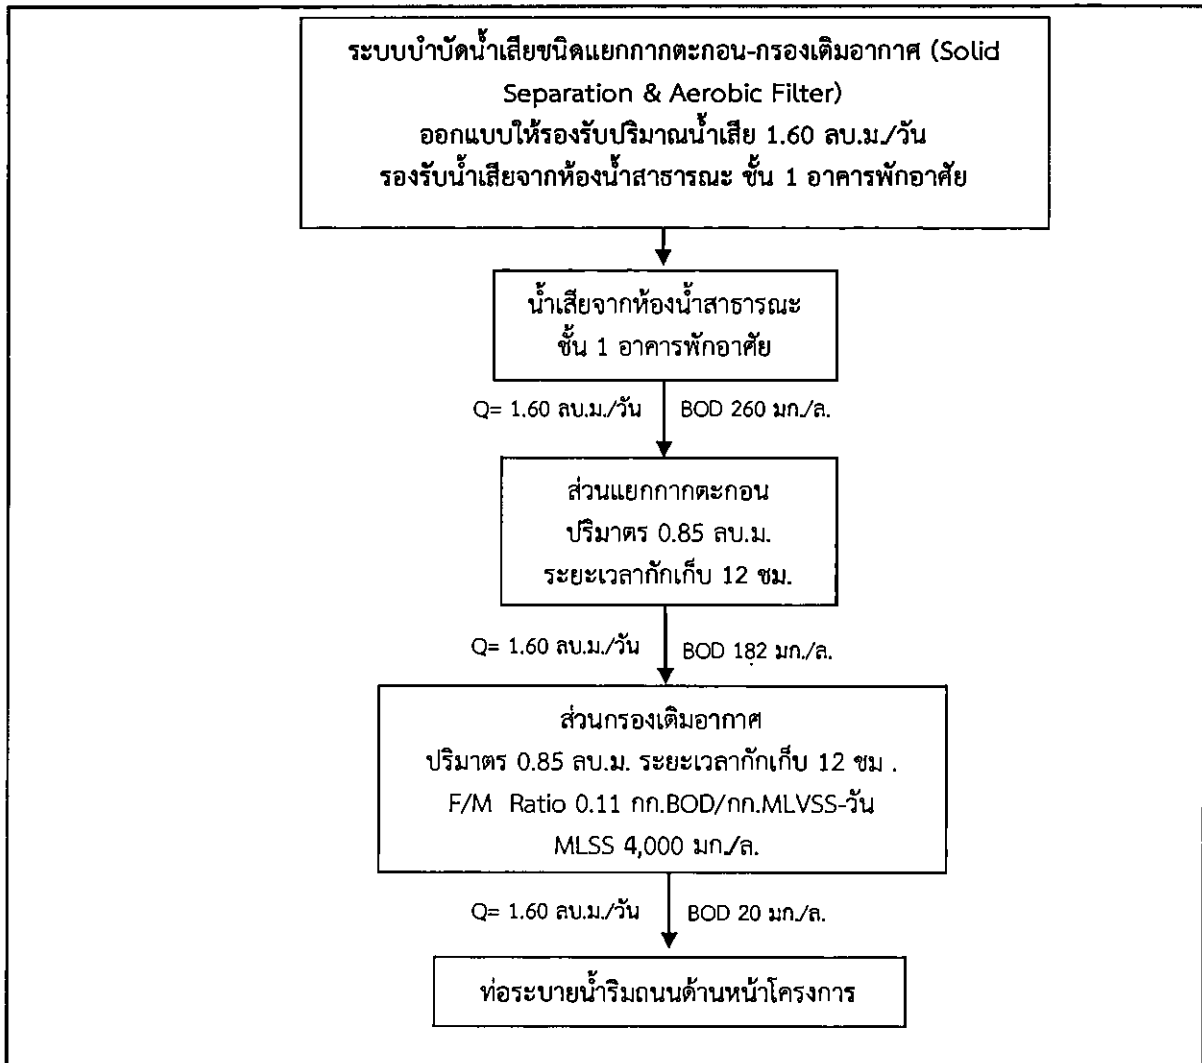 ระบบบำบัดน้ำเสียชนิดแยกกากตะกอน-กรองเติมอากาศ (Solid
Separation & Aerobic Filter)
ออกแบบให้รองรับปริมาณน้ำเสีย 1.60 ลบ.ม./วัน
รองรับน้ำเสียจากห้องน้ำสาธารณะ ชั้น 1 อาคารพักอาศัย
น้ำเสียจากห้องน้ำสาธารณะ
ชั้น 1 อาคารพักอาศัย
Q= 1.60 ลบ.ม./วัน BOD 260 มก./ล.
ส่วนแยกกากตะกอน
ปริมาตร 0.85 ลบ.ม.
ระยะเวลากักเก็บ 12 ชม.
Q= 1.60 ลบ.ม./วัน BOD 182 มก./ล.
ส่วนกรองเติมอากาศ
ปริมาตร 0.85 ลบ.ม. ระยะเวลากักเก็บ 12 ชม .
F/M Ratio 0.11 กก.BOD/กก.MLVSS-วัน
MLSS 4,000 มก./ล.
Q= 1.60 ลบ.ม./วัน BOD 20 มก./ล.
ท่อระบายน้ำริมถนนด้านหน้าโครงการ